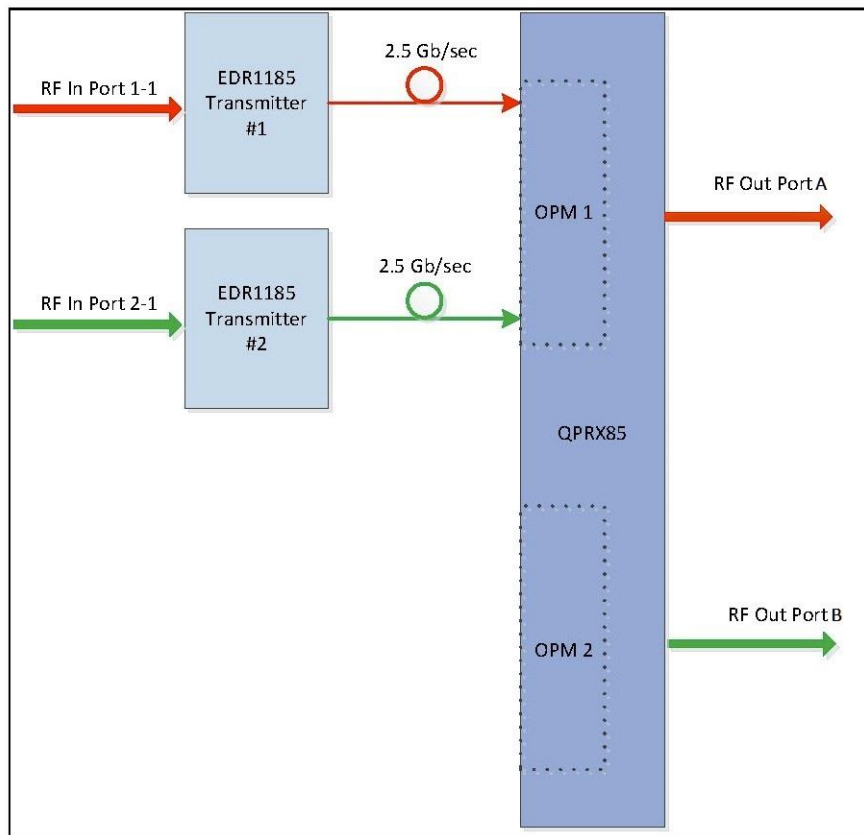 2.5 Gb/sec
RF In Port 1-1
EDR1185
Transmitter
#1
OPM 1
RF Out Port A
2.5 Gb/sec
RF In Port 2-1
EDR1185
Transmitter
#2
QPRX85
OPM 2
RF Out Port B